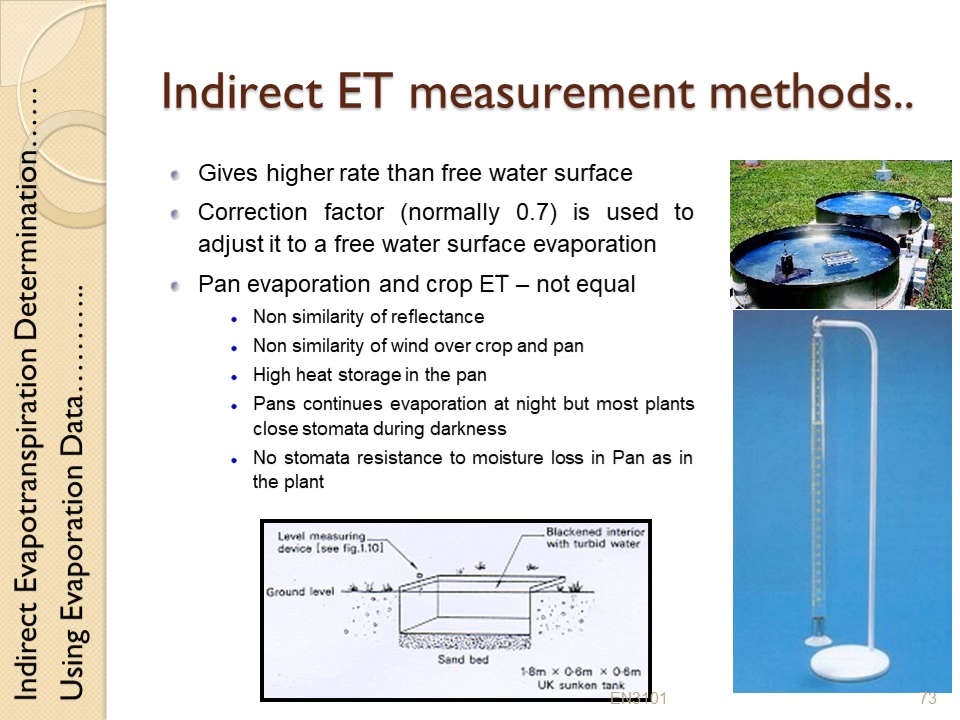 Indirect ET measurement methods..
Indirect Evapotranspiration Determination……
Using Evaporation Data………..
Gives higher rate than free water surface
Correction factor (normally 0.7) is used to
adjust it to a free water surface evaporation
Pan evaporation and crop ET – not equal
Non similarity of reflectance
Non similarity of wind over crop and pan
High heat storage in the pan
Pans continues evaporation at night but most plants
close stomata during darkness
No stomata resistance to moisture loss in Pan as in
the plant
Level measuring
device [see fig.1.10]
Blackened interior
with turbid water
Ground level
Sand bed
1·8m × 0·6m × 0·6m
UK sunken tank
EN3101
73